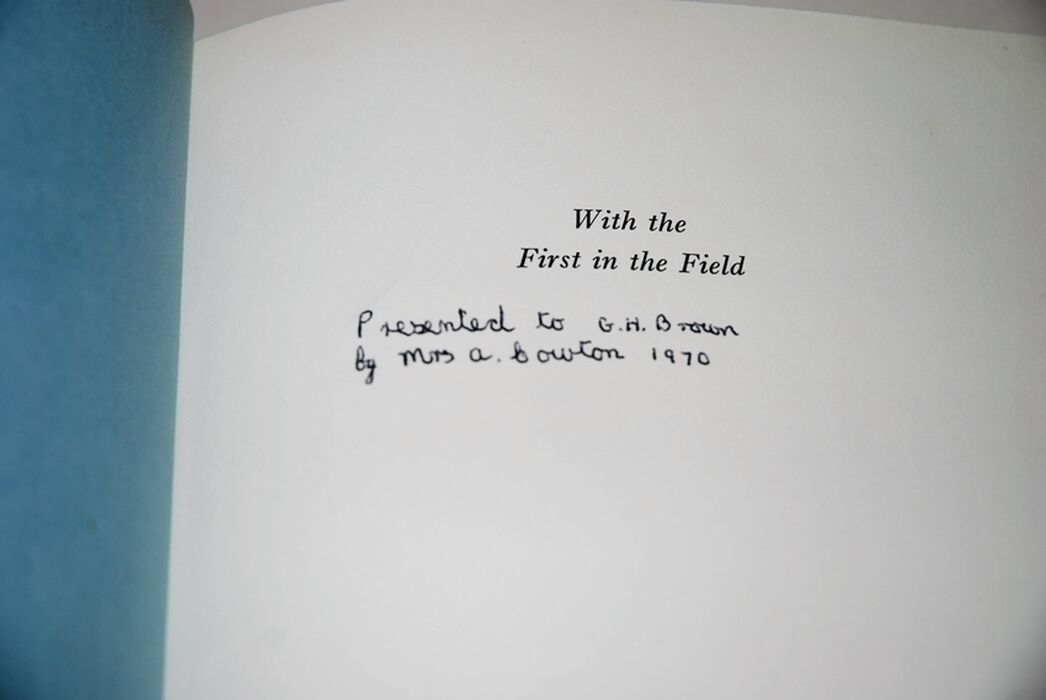 With the
First in the Field
Presented to G.H. Brown
by Mrs A. Bowton 1970